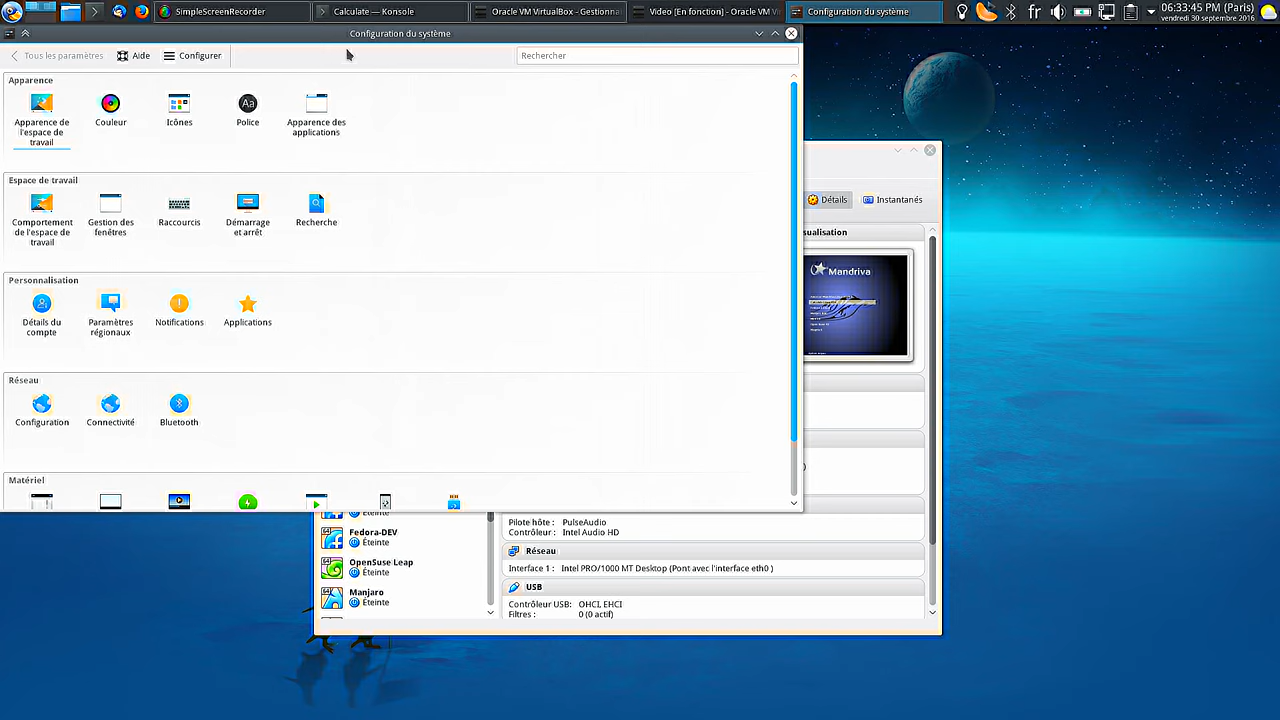 SimpleScreenRecorder
Calculate — Konsole
Oracle VM VirtualBox - Gestionna
Video [En fonction] - Oracle VM Vi
Configuration du système
fr
06:33:45 PM (Paris)
vendredi 30 septembre 2016
Configuration du système
Tous les paramètres
Aide
Configurer
Rechercher
Apparence
Apparence de
l'espace de
travail
Couleur
Icônes
Aa
Police
Apparence des
applications
Espace de travail
Comportement
de l'espace de
travail
Gestion des
fenêtres
Raccourcis
Démarrage
et arrêt
Recherche
Personnalisation
Détails du
compte
Paramètres
régionaux
Notifications
Applications
Réseau
Configuration
Connectivité
Bluetooth
Matériel
Détails
Instantanés
sualisation
Mandriva
Éteinte
64
Fedora-DEV
Éteinte
64
OpenSuse Leap
Éteinte
64
Manjaro
Éteinte
Pilote hôte : PulseAudio
Contrôleur : Intel Audio HD
Réseau
Interface 1 : Intel PRO/1000 MT Desktop (Pont avec l'interface eth0 )
USB
Contrôleur USB: OHCI, EHCI
Filtres : 0 (0 actif)